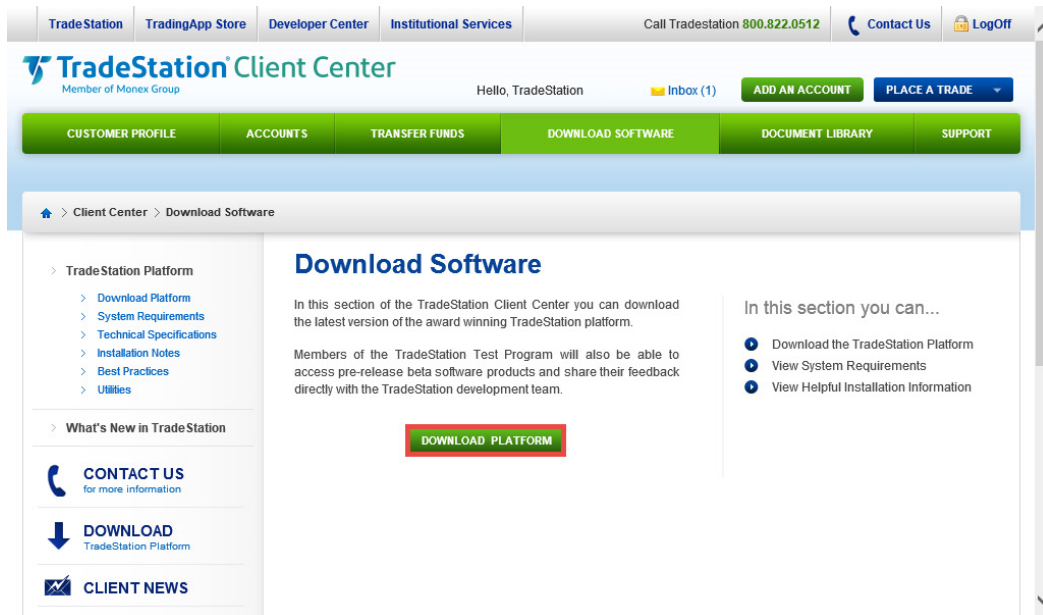 TradeStation TradingApp Store Developer Center Institutional Services Call Tradestation 800.822.0512 Contact Us LogOff
TradeStation® Client Center
Member of Monex Group
Hello, TradeStation Inbox (1) ADD AN ACCOUNT PLACE A TRADE
CUSTOMER PROFILE ACCOUNTS TRANSFER FUNDS DOWNLOAD SOFTWARE DOCUMENT LIBRARY SUPPORT
> Client Center > Download Software
> TradeStation Platform
> Download Platform
> System Requirements
> Technical Specifications
> Installation Notes
> Best Practices
> Utilities
> What's New in TradeStation
CONTACT US
for more information
DOWNLOAD
TradeStation Platform
CLIENT NEWS
Download Software
In this section of the TradeStation Client Center you can download
the latest version of the award winning TradeStation platform.
Members of the TradeStation Test Program will also be able to
access pre-release beta software products and share their feedback
directly with the TradeStation development team.
DOWNLOAD PLATFORM
In this section you can...
Download the TradeStation Platform
View System Requirements
View Helpful Installation Information